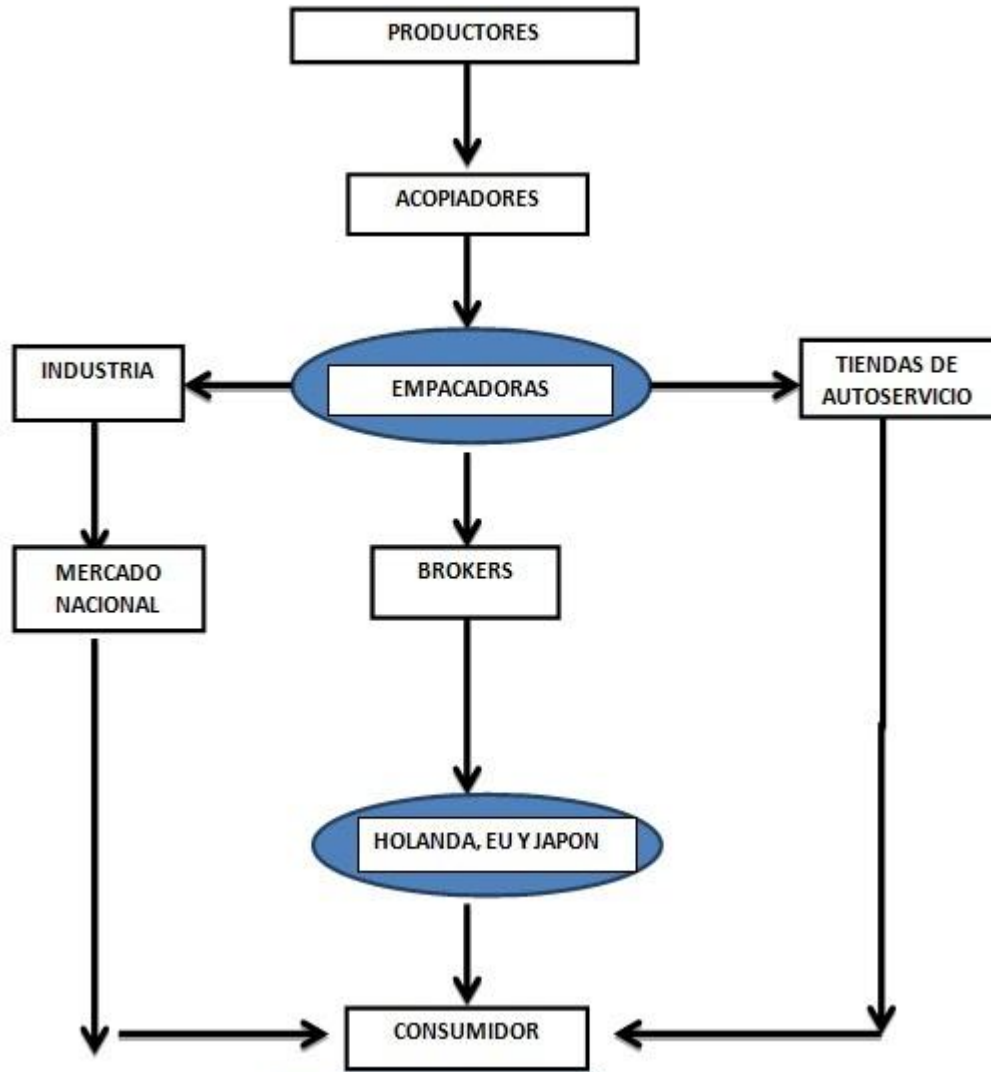 PRODUCTORES
ACOPIADORES
INDUSTRIA
EMPACADORAS
TIENDAS DE
AUTOSERVICIO
MERCADO
NACIONAL
BROKERS
HOLANDA, EU Y JAPON
CONSUMIDOR